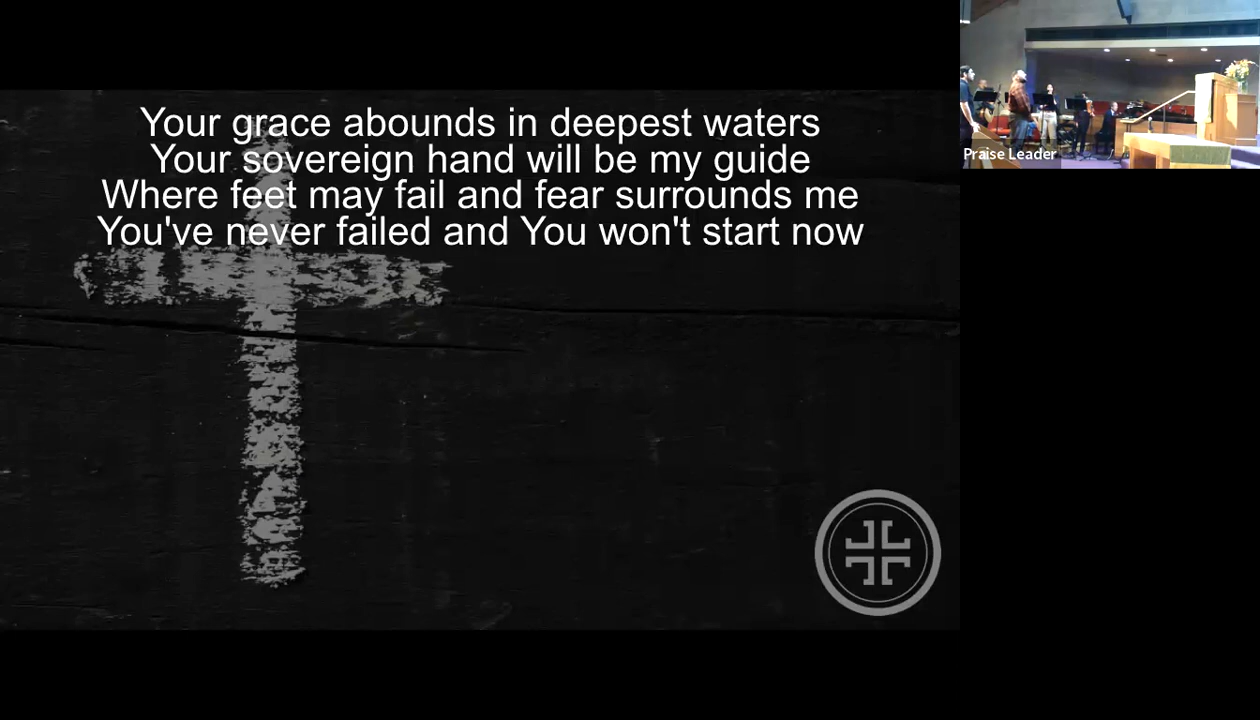 Your grace abounds in deepest waters
Your sovereign hand will be my guide
Where feet may fail and fear surrounds me
You've never failed and You won't start now
Praise Leader